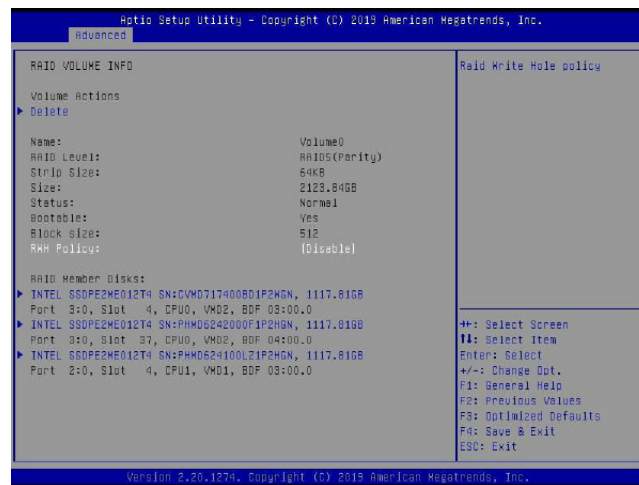 Aptio Setup Utility - Copyright (C) 2019 American Megatrends, Inc.
Advanced
RAID VOLUME INFO
Volume Actions
Delete
Name: Volume0
RAID Level: RAID5(Parity)
Strip Size: 64KB
Size: 2123.84GB
Status: Normal
Bootable: Yes
Block size: 512
RWH Policy: [Disable]
RAID Member Disks:
INTEL SSDPE2ME012T4 SN:CVMD717400BD1P2HGN, 1117.81GB
Port 3:0, Slot 4, CPU0, VMD2, BDF 03:00.0
INTEL SSDPE2ME012T4 SN:PHMD6242000F1P2HGN, 1117.81GB
Port 3:0, Slot 37, CPU0, VMD2, BDF 04:00.0
INTEL SSDPE2ME012T4 SN:PHMD624100LZ1P2HGN, 1117.81GB
Port 2:0, Slot 4, CPU1, VMD1, BDF 03:00.0
Raid Write Hole policy
→←: Select Screen
↑↓: Select Item
Enter: Select
+/-: Change Opt.
F1: General Help
F2: Previous Values
F3: Optimized Defaults
F4: Save & Exit
ESC: Exit
Version 2.20.1274. Copyright (C) 2019 American Megatrends, Inc.